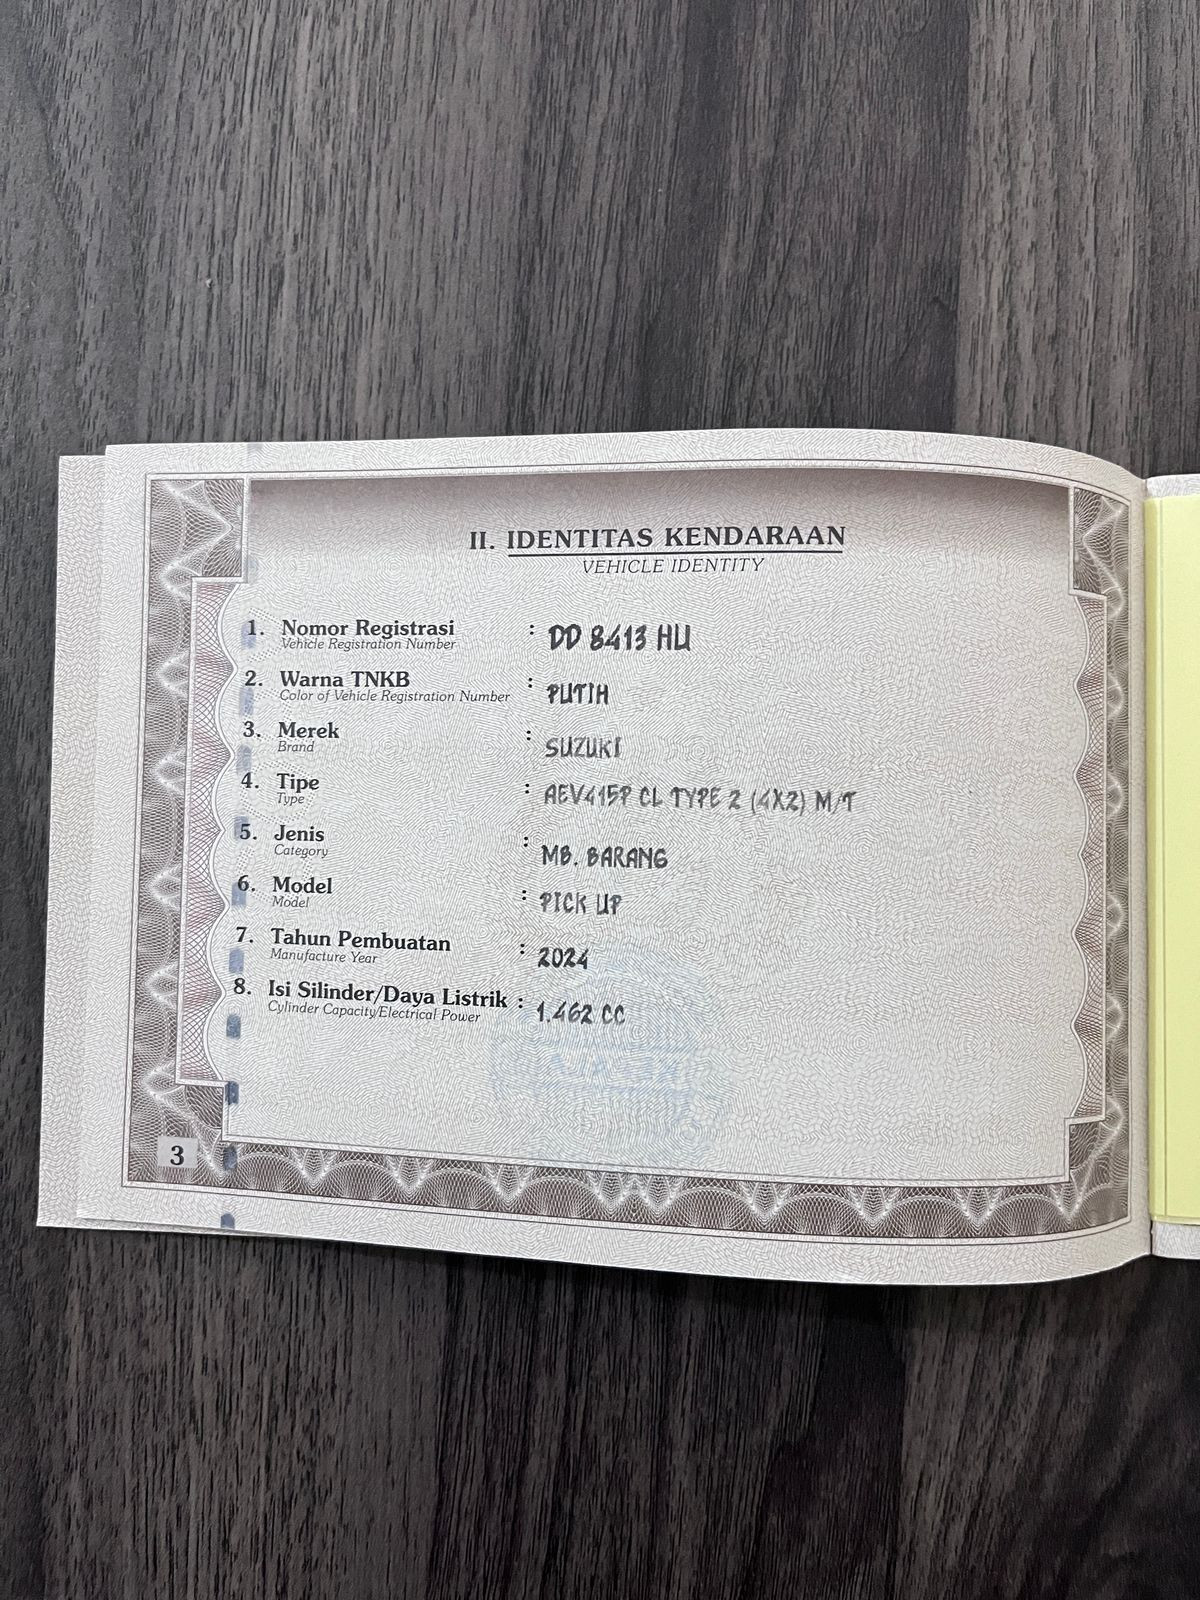 II. IDENTITAS KENDARAAN
VEHICLE IDENTITY
1. Nomor Registrasi : DD 8413 HU
Vehicle Registration Number
2. Warna TNKB : PUTIH
Color of Vehicle Registration Number
3. Merek : SUZUKI
Brand
4. Tipe : AEV415P CL TYPE 2 (4X2) M/T
Type
5. Jenis : MB. BARANG
Category
6. Model : PICK UP
Model
7. Tahun Pembuatan : 2024
Manufacture Year
8. Isi Silinder/Daya Listrik : 1.462 CC
Cylinder Capacity/Electrical Power
3